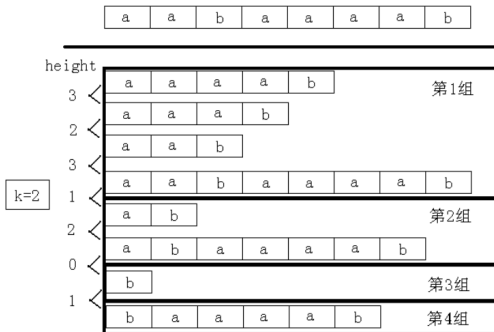 a a b a a a a b
height
a a a a b 第1组
3
a a a b
2
a a b
3
a a b a a a a b
k=2 1
a b 第2组
2
a b a a a a b
0
b 第3组
1
b a a a a b 第4组